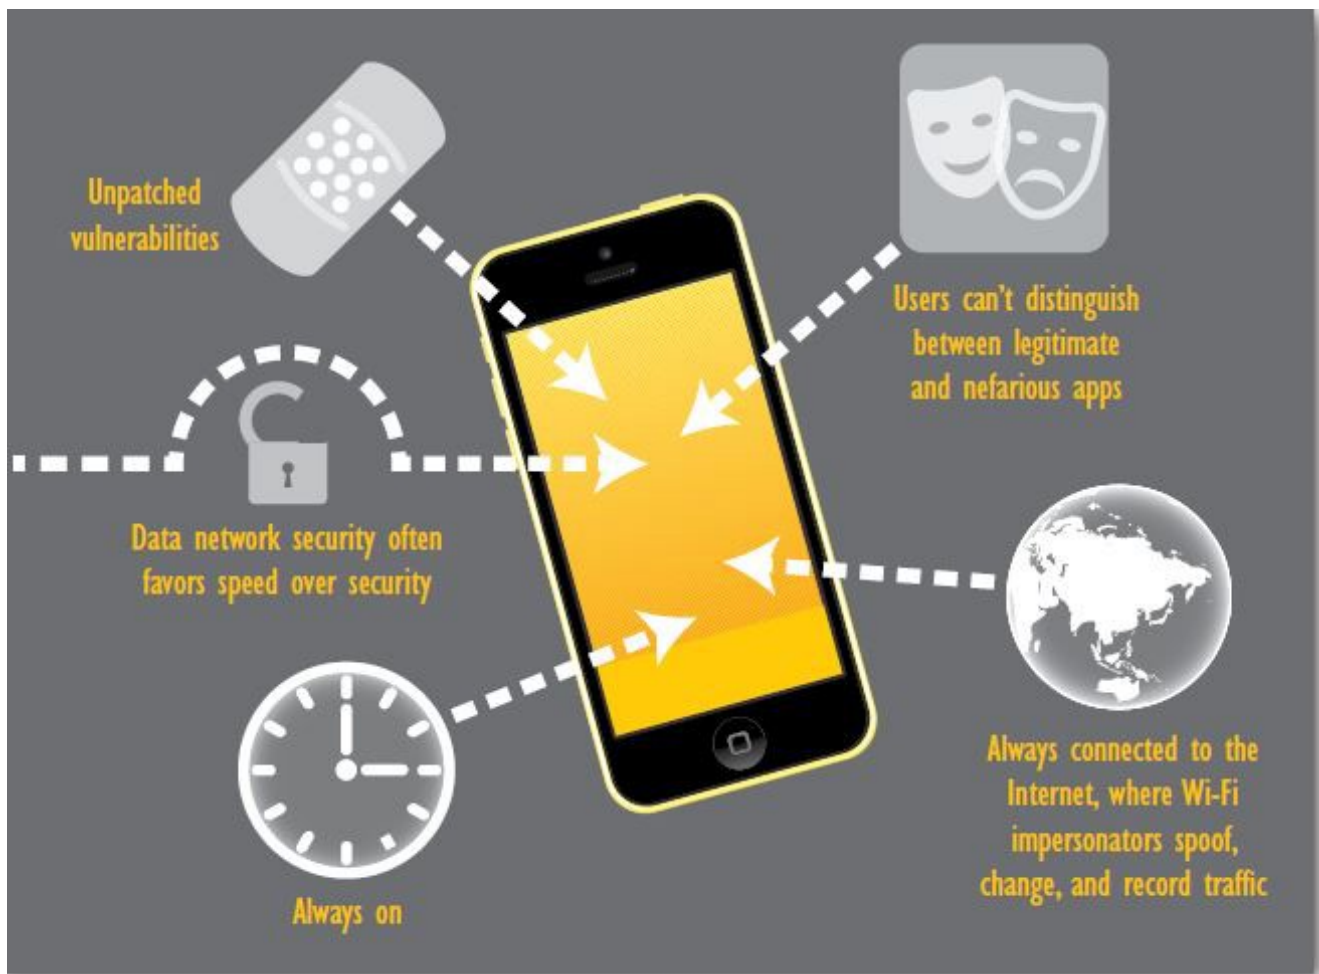 Unpatched
vulnerabilities
Users can't distinguish
between legitimate
and nefarious apps
Data network security often
favors speed over security
Always connected to the
Internet, where Wi-Fi
impersonators spoof,
change, and record traffic
Always on